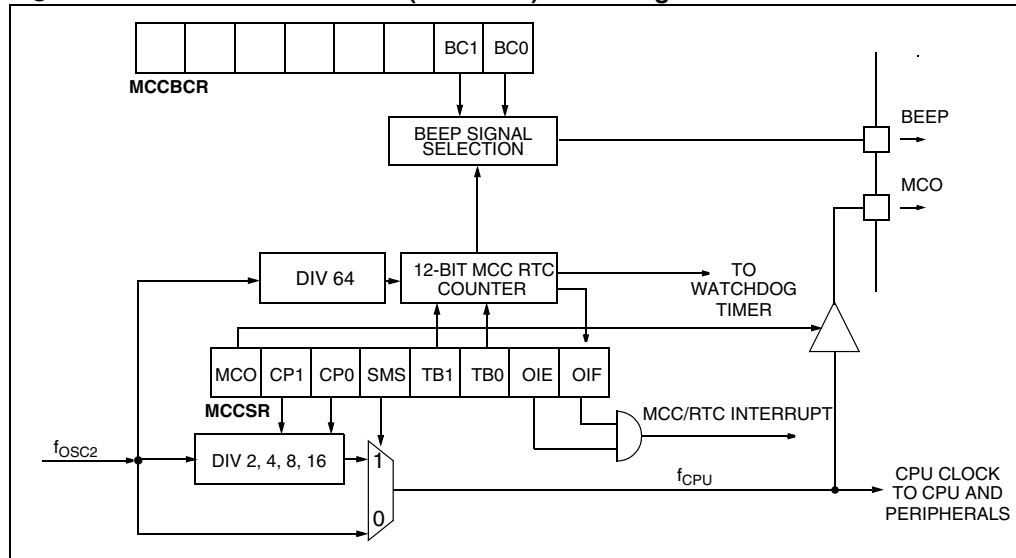 BC1 BC0
MCCBCR
BEEP SIGNAL
SELECTION
BEEP
MCO
DIV 64
12-BIT MCC RTC
COUNTER
TO
WATCHDOG
TIMER
MCO CP1 CP0 SMS TB1 TB0 OIE OIF
MCCSR
MCC/RTC INTERRUPT
fOSC2
DIV 2, 4, 8, 16
1
0
fCPU
CPU CLOCK
TO CPU AND
PERIPHERALS